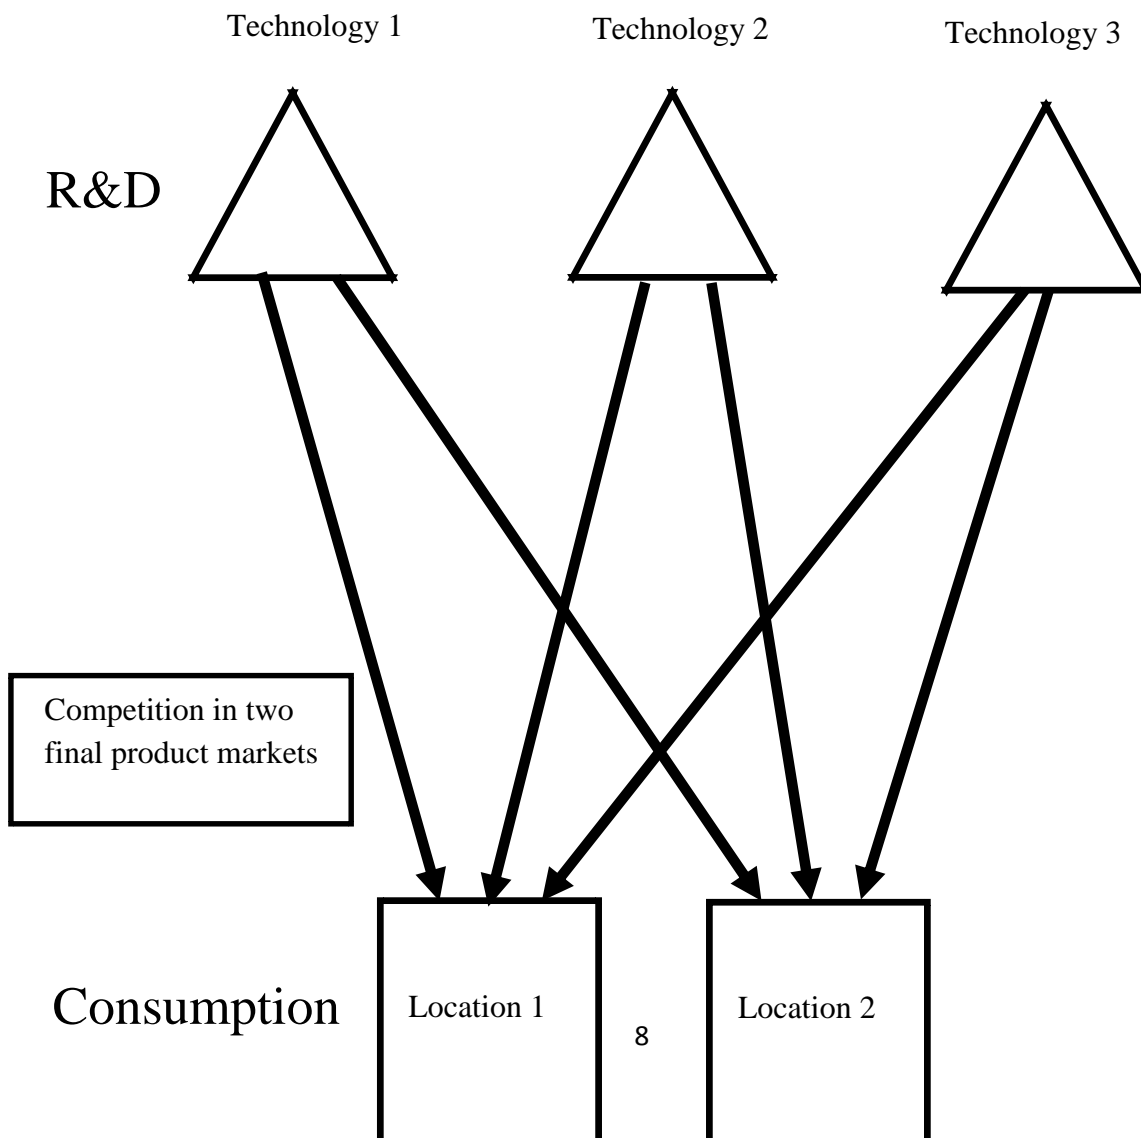 Technology 1
Technology 2
Technology 3
R&D
Competition in two
final product markets
Consumption
Location 1
Location 2
8